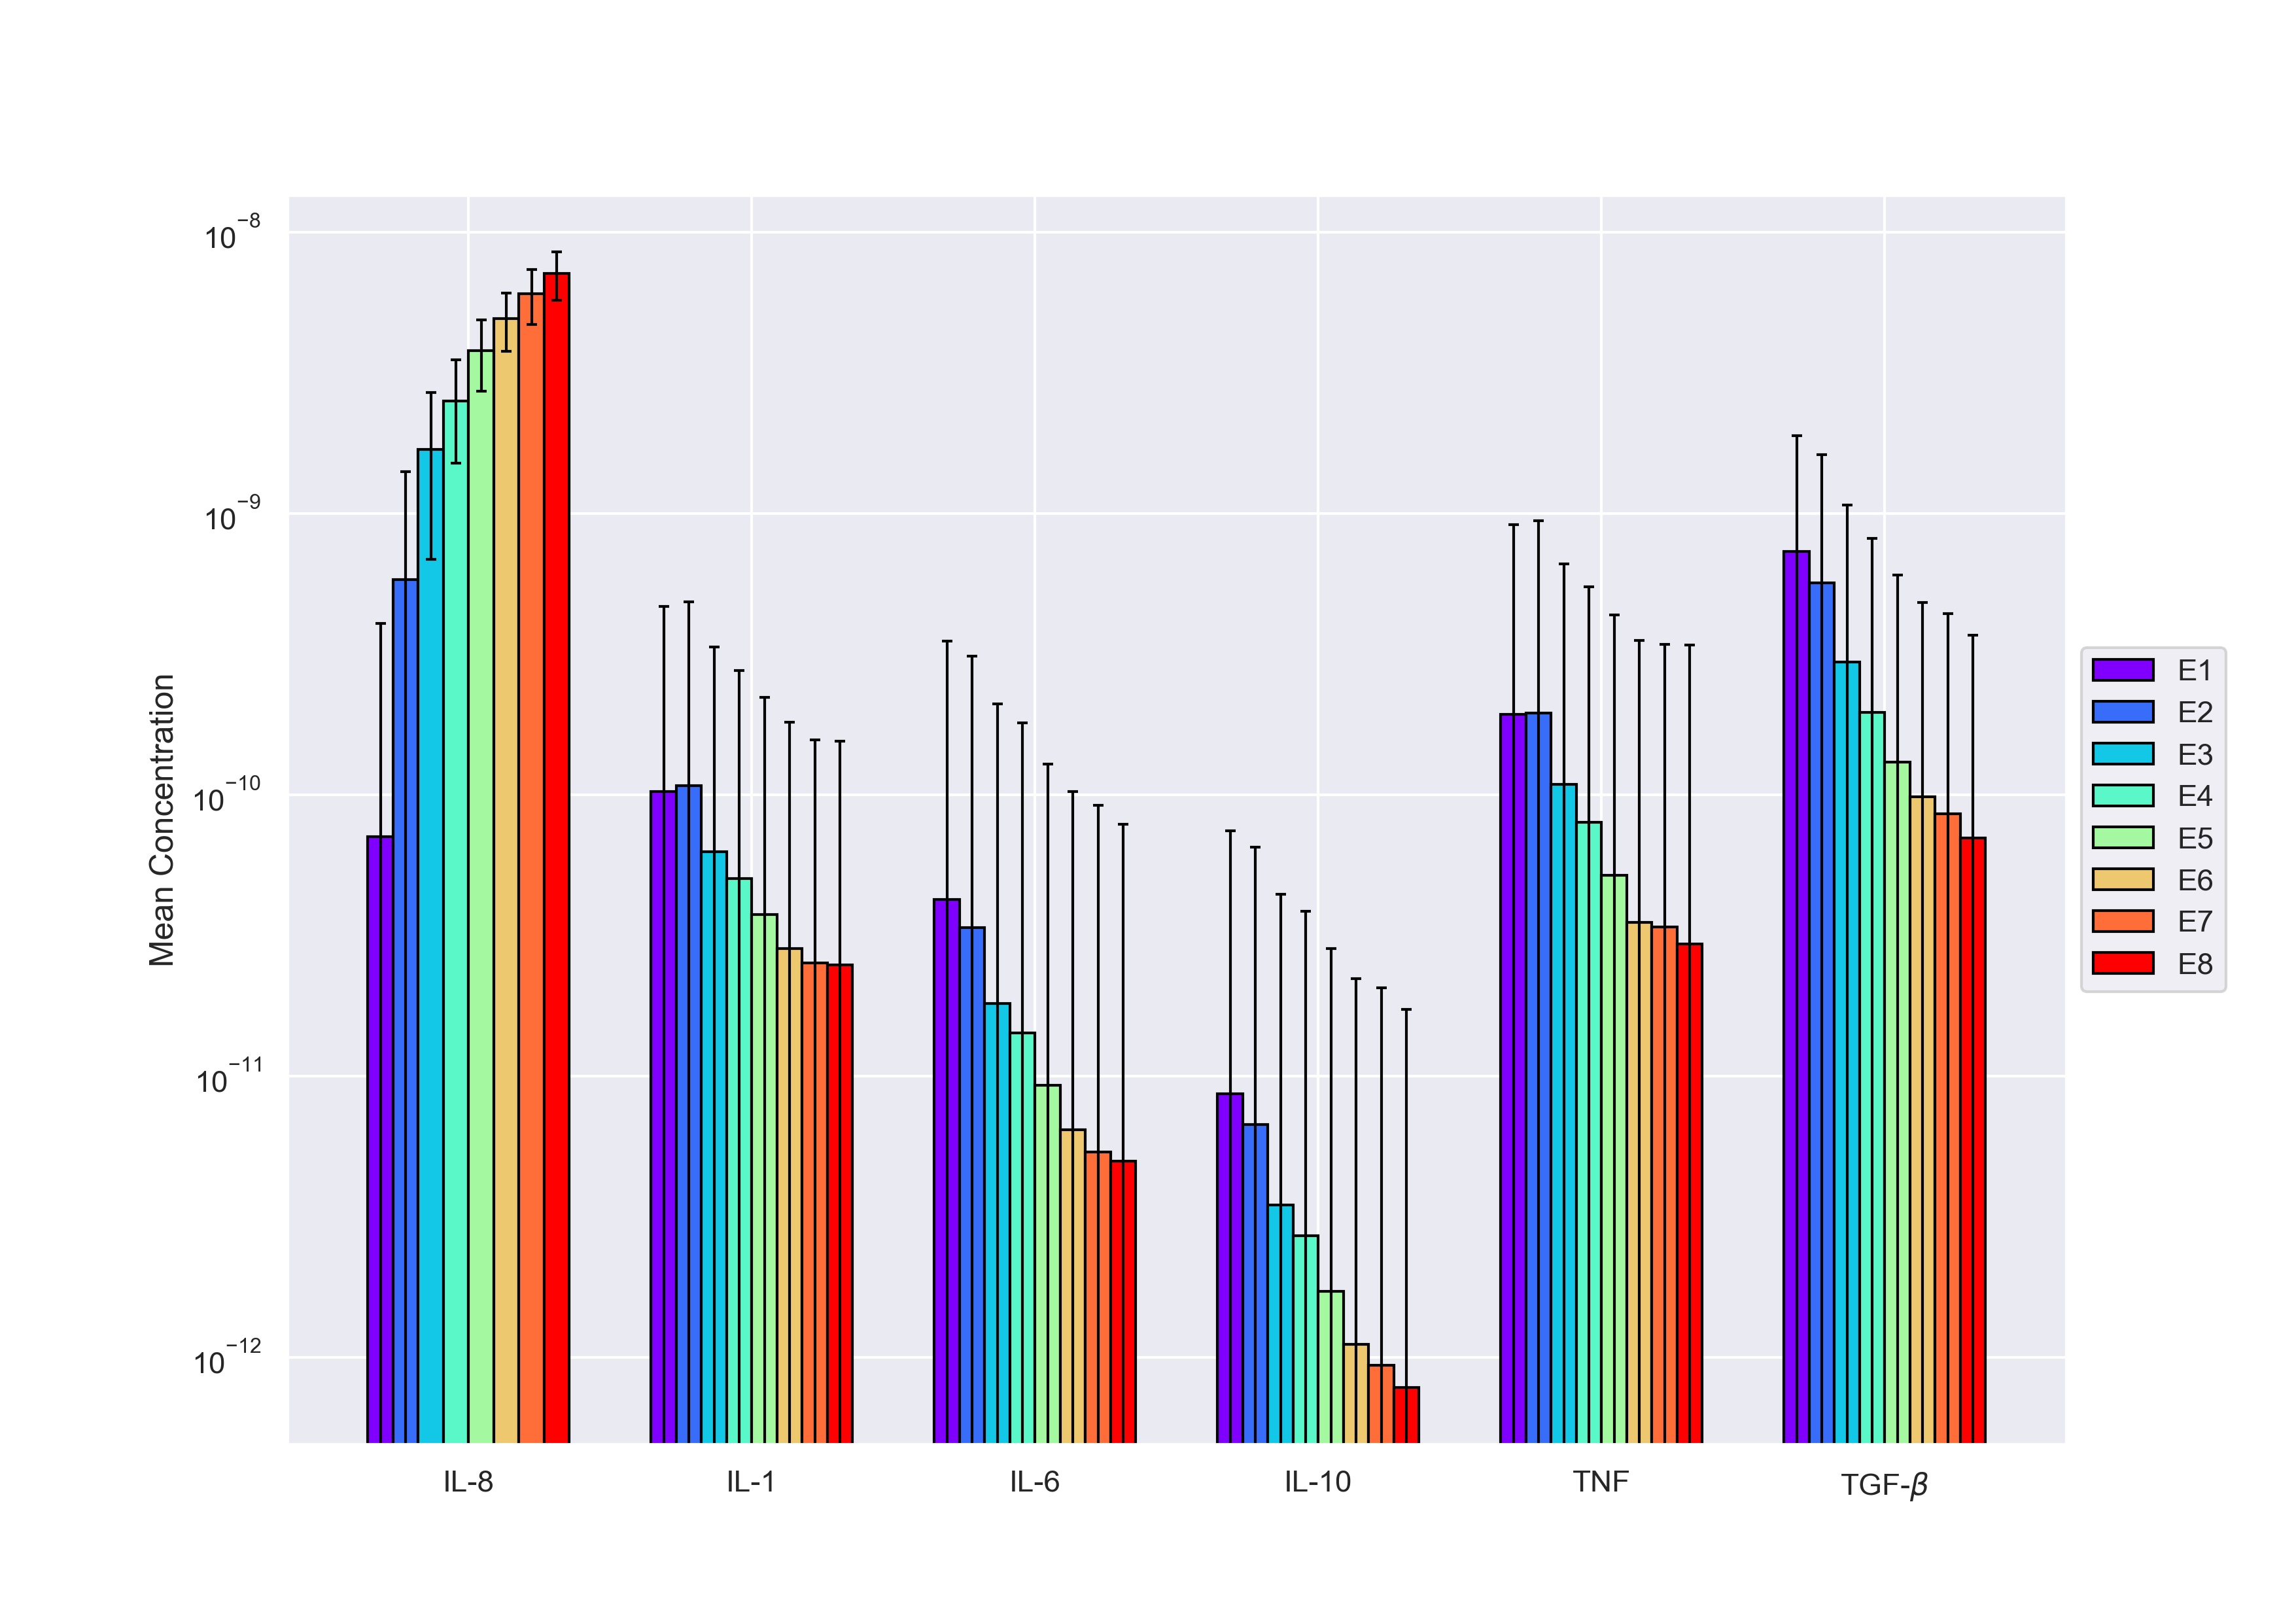 Mean Concentration
10⁻⁸
10⁻⁹
10⁻¹⁰
10⁻¹¹
10⁻¹²
IL-8 IL-1 IL-6 IL-10 TNF TGF-β
E1
E2
E3
E4
E5
E6
E7
E8